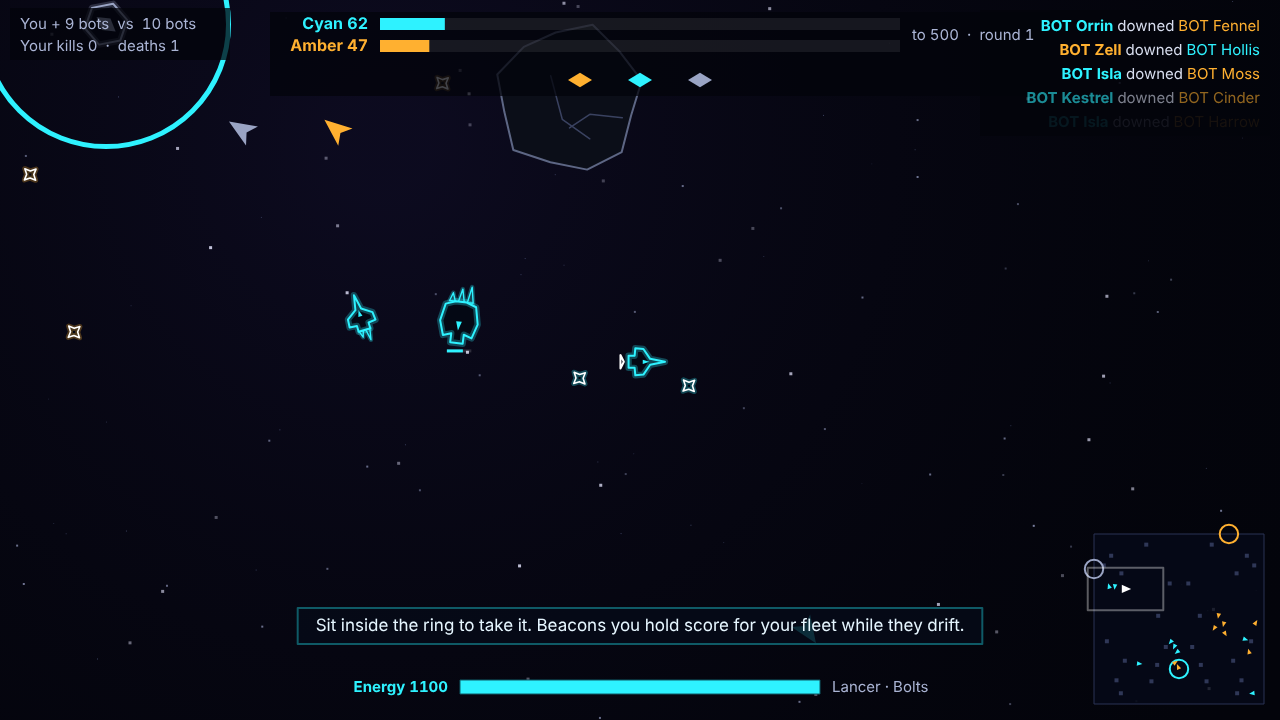 You + 9 bots vs 10 bots
Your kills 0 · deaths 1
Cyan 62
Amber 47
to 500 · round 1
BOT Orrin downed BOT Fennel
BOT Zell downed BOT Hollis
BOT Isla downed BOT Moss
BOT Kestrel downed BOT Cinder
BOT Isla downed BOT Harrow
Sit inside the ring to take it. Beacons you hold score for your fleet while they drift.
Energy 1100
Lancer · Bolts